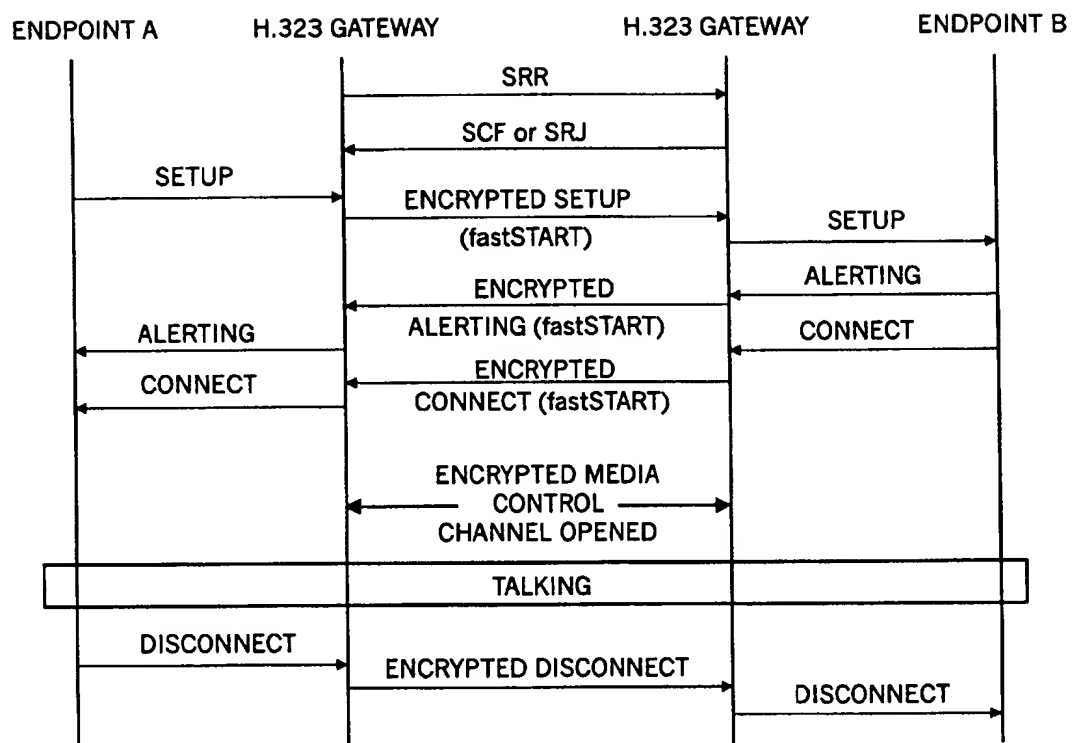 ENDPOINT A
H.323 GATEWAY
H.323 GATEWAY
ENDPOINT B
SRR
SCF or SRJ
SETUP
ENCRYPTED SETUP
(fastSTART)
SETUP
ALERTING
ENCRYPTED
ALERTING (fastSTART)
ALERTING
CONNECT
ENCRYPTED
CONNECT (fastSTART)
CONNECT
ENCRYPTED MEDIA
CONTROL
CHANNEL OPENED
TALKING
DISCONNECT
ENCRYPTED DISCONNECT
DISCONNECT